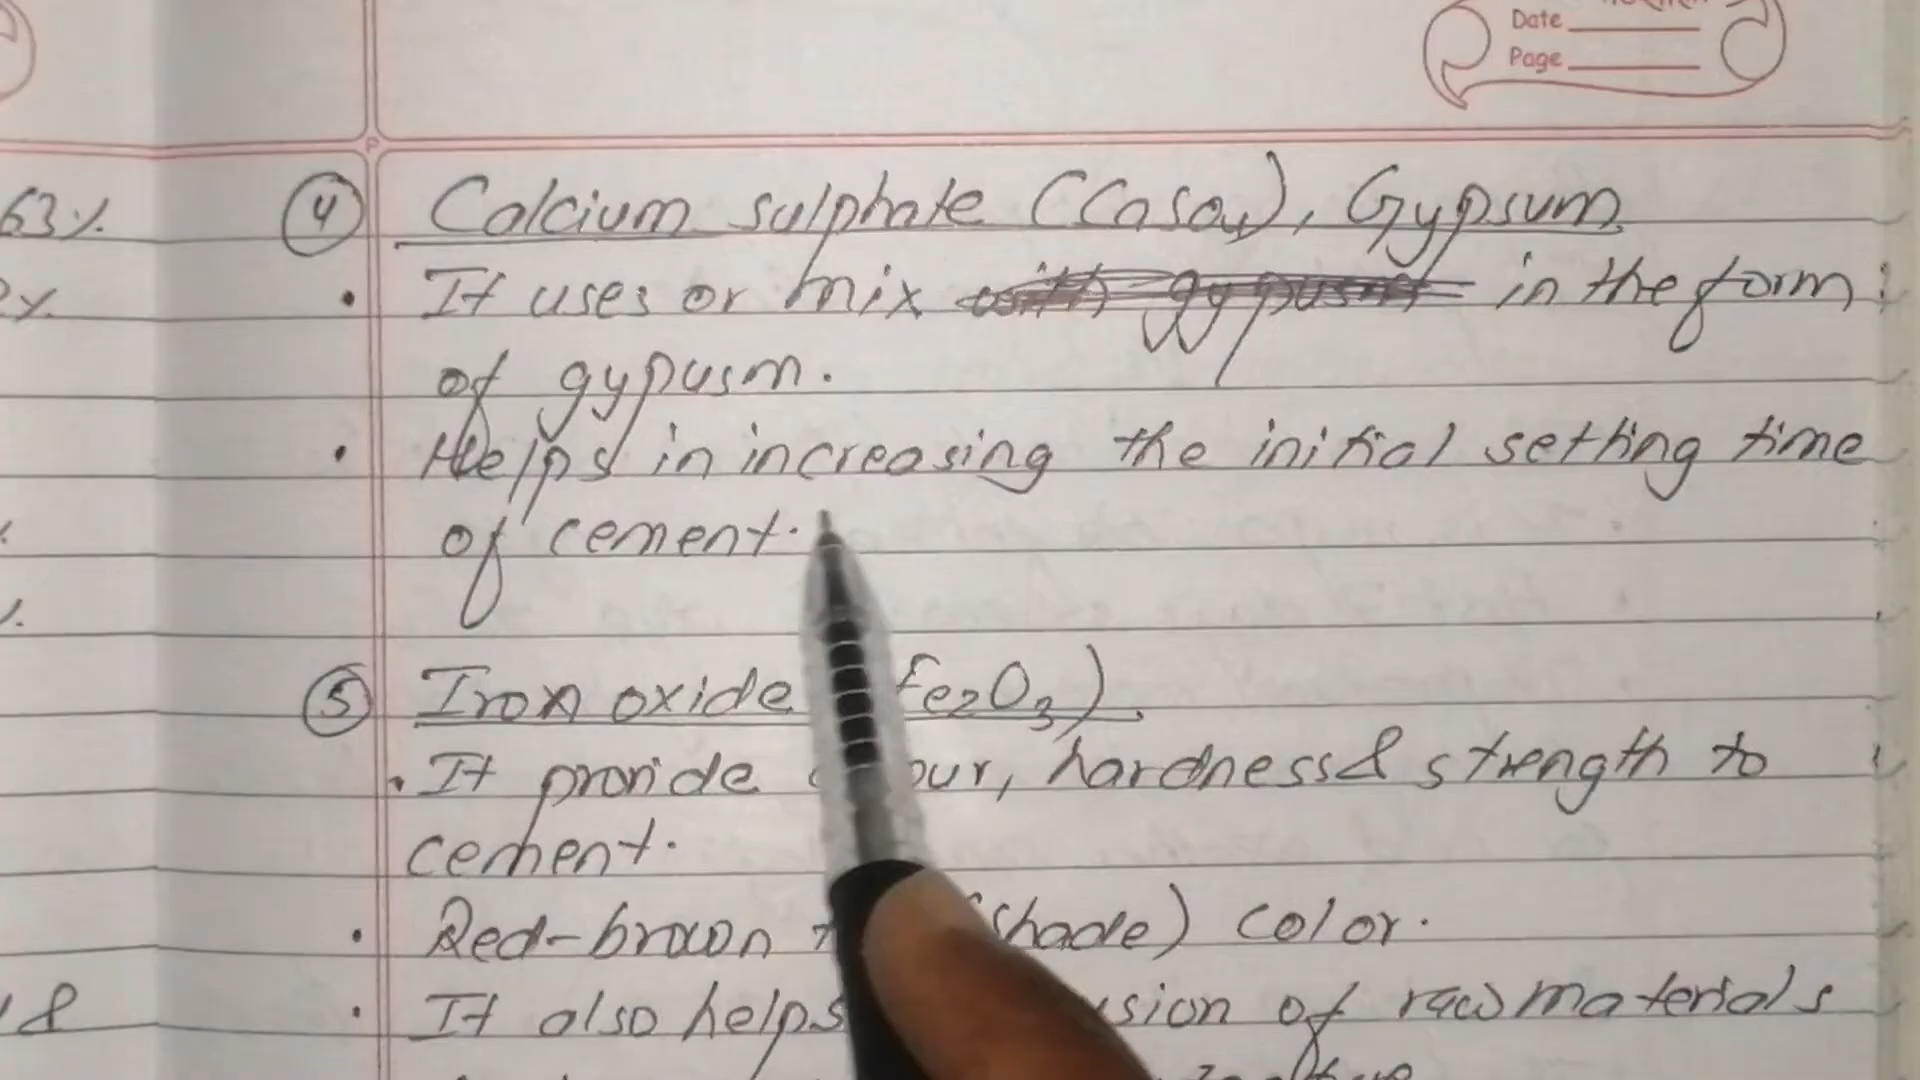 Date
Page
63%.
④ Calcium sulphate (CaSO4), Gypsum
• It uses or mix in the form
of gypusm.
• Helps in increasing the initial setting time
of cement.
⑤ Iron oxide Fe2O3)
• It provide our, hardness & strength to
cement.
• Red-brown (shade) color.
& • It also helps of raw materials